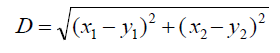 D = √((x₁ − y₁)² + (x₂ − y₂)²)